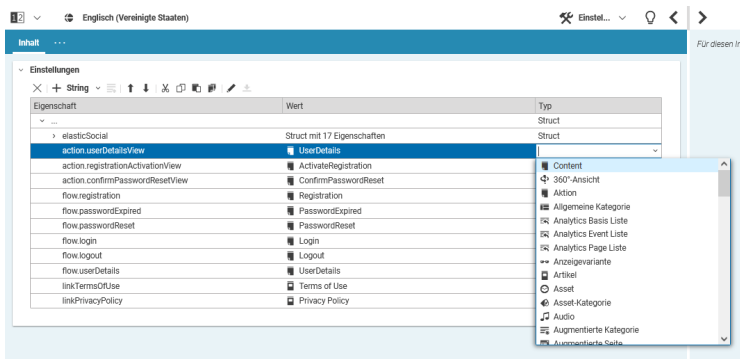 12 Englisch (Vereinigte Staaten) Einstel...
Inhalt ... Für diesen In
Einstellungen
String
Eigenschaft Wert Typ
... Struct
elasticSocial Struct mit 17 Eigenschaften Struct
action.userDetailsView UserDetails
action.registrationActivationView ActivateRegistration
action.confirmPasswordResetView ConfirmPasswordReset
flow.registration Registration
flow.passwordExpired PasswordExpired
flow.passwordReset PasswordReset
flow.login Login
flow.logout Logout
flow.userDetails UserDetails
linkTermsOfUse Terms of Use
linkPrivacyPolicy Privacy Policy
Content
360°-Ansicht
Aktion
Allgemeine Kategorie
Analytics Basis Liste
Analytics Event Liste
Analytics Page Liste
Anzeigevariante
Artikel
Asset
Asset-Kategorie
Audio
Augmentierte Kategorie
Augmentierte Seite